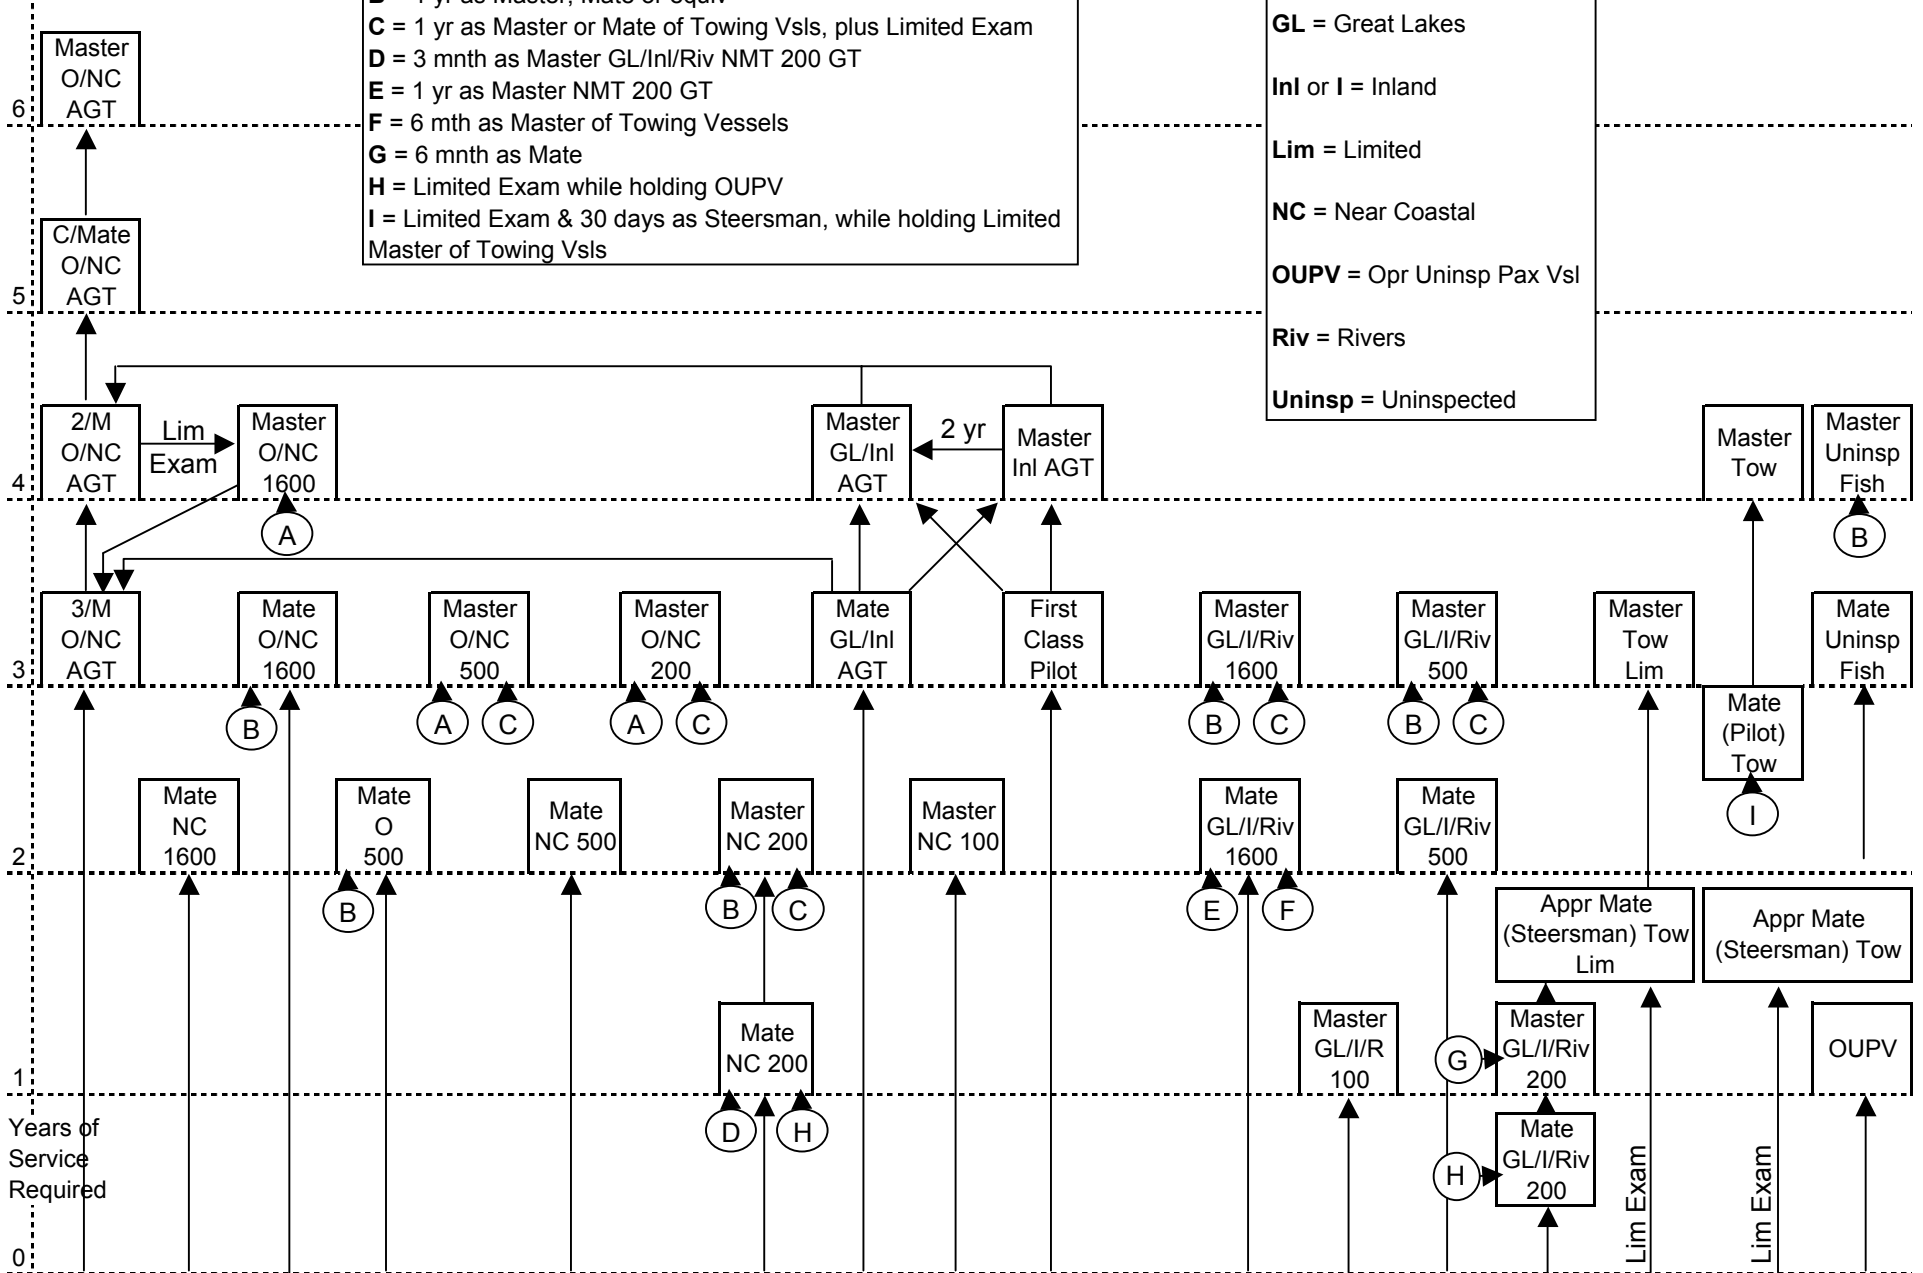 C = 1 yr as Master or Mate of Towing Vsls, plus Limited Exam
D = 3 mnth as Master GL/Inl/Riv NMT 200 GT
E = 1 yr as Master NMT 200 GT
F = 6 mth as Master of Towing Vessels
G = 6 mnth as Mate
H = Limited Exam while holding OUPV
I = Limited Exam & 30 days as Steersman, while holding Limited
Master of Towing Vsls
GL = Great Lakes
Inl or I = Inland
Lim = Limited
NC = Near Coastal
OUPV = Opr Uninsp Pax Vsl
Riv = Rivers
Uninsp = Uninspected
6
Master
O/NC
AGT
5
C/Mate
O/NC
AGT
4
2/M
O/NC
AGT
Lim
Exam
Master
O/NC
1600
A
Master
GL/Inl
AGT
2 yr
Master
Inl AGT
Master
Tow
Master
Uninsp
Fish
B
3
3/M
O/NC
AGT
Mate
O/NC
1600
B
Master
O/NC
500
A
C
Master
O/NC
200
A
C
Mate
GL/Inl
AGT
First
Class
Pilot
Master
GL/I/Riv
1600
B
C
Master
GL/I/Riv
500
B
C
Master
Tow
Lim
Mate
(Pilot)
Tow
I
Mate
Uninsp
Fish
2
Mate
NC
1600
Mate
O
500
B
Mate
NC 500
Master
NC 200
B
C
Master
NC 100
Mate
GL/I/Riv
1600
E
F
Mate
GL/I/Riv
500
Appr Mate
(Steersman) Tow
Lim
Appr Mate
(Steersman) Tow
1
Mate
NC 200
D
H
Master
GL/I/R
100
G
Master
GL/I/Riv
200
OUPV
H
Mate
GL/I/Riv
200
Lim Exam
Lim Exam
Years of
Service
Required
0